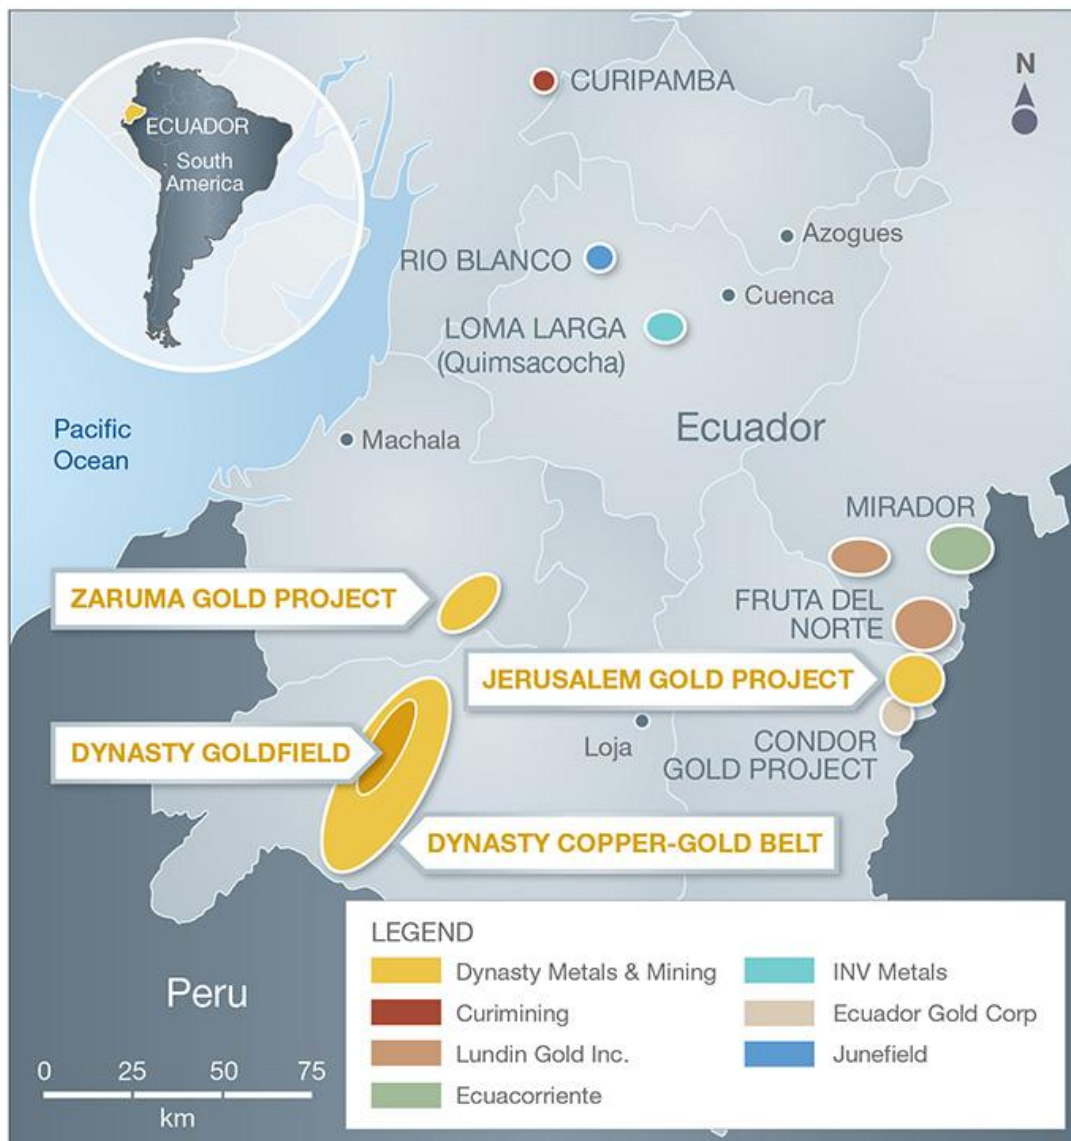 ECUADOR
South
America
CURIPAMBA
N
Azogues
RIO BLANCO
Cuenca
LOMA LARGA
(Quimsacocha)
Ecuador
Pacific
Ocean
Machala
MIRADOR
ZARUMA GOLD PROJECT
FRUTA DEL
NORTE
JERUSALEM GOLD PROJECT
DYNASTY GOLDFIELD
Loja
CONDOR
GOLD PROJECT
DYNASTY COPPER-GOLD BELT
Peru
0 25 50 75
km
LEGEND
Dynasty Metals & Mining
Curimining
Lundin Gold Inc.
Ecuacorriente
INV Metals
Ecuador Gold Corp
Junefield